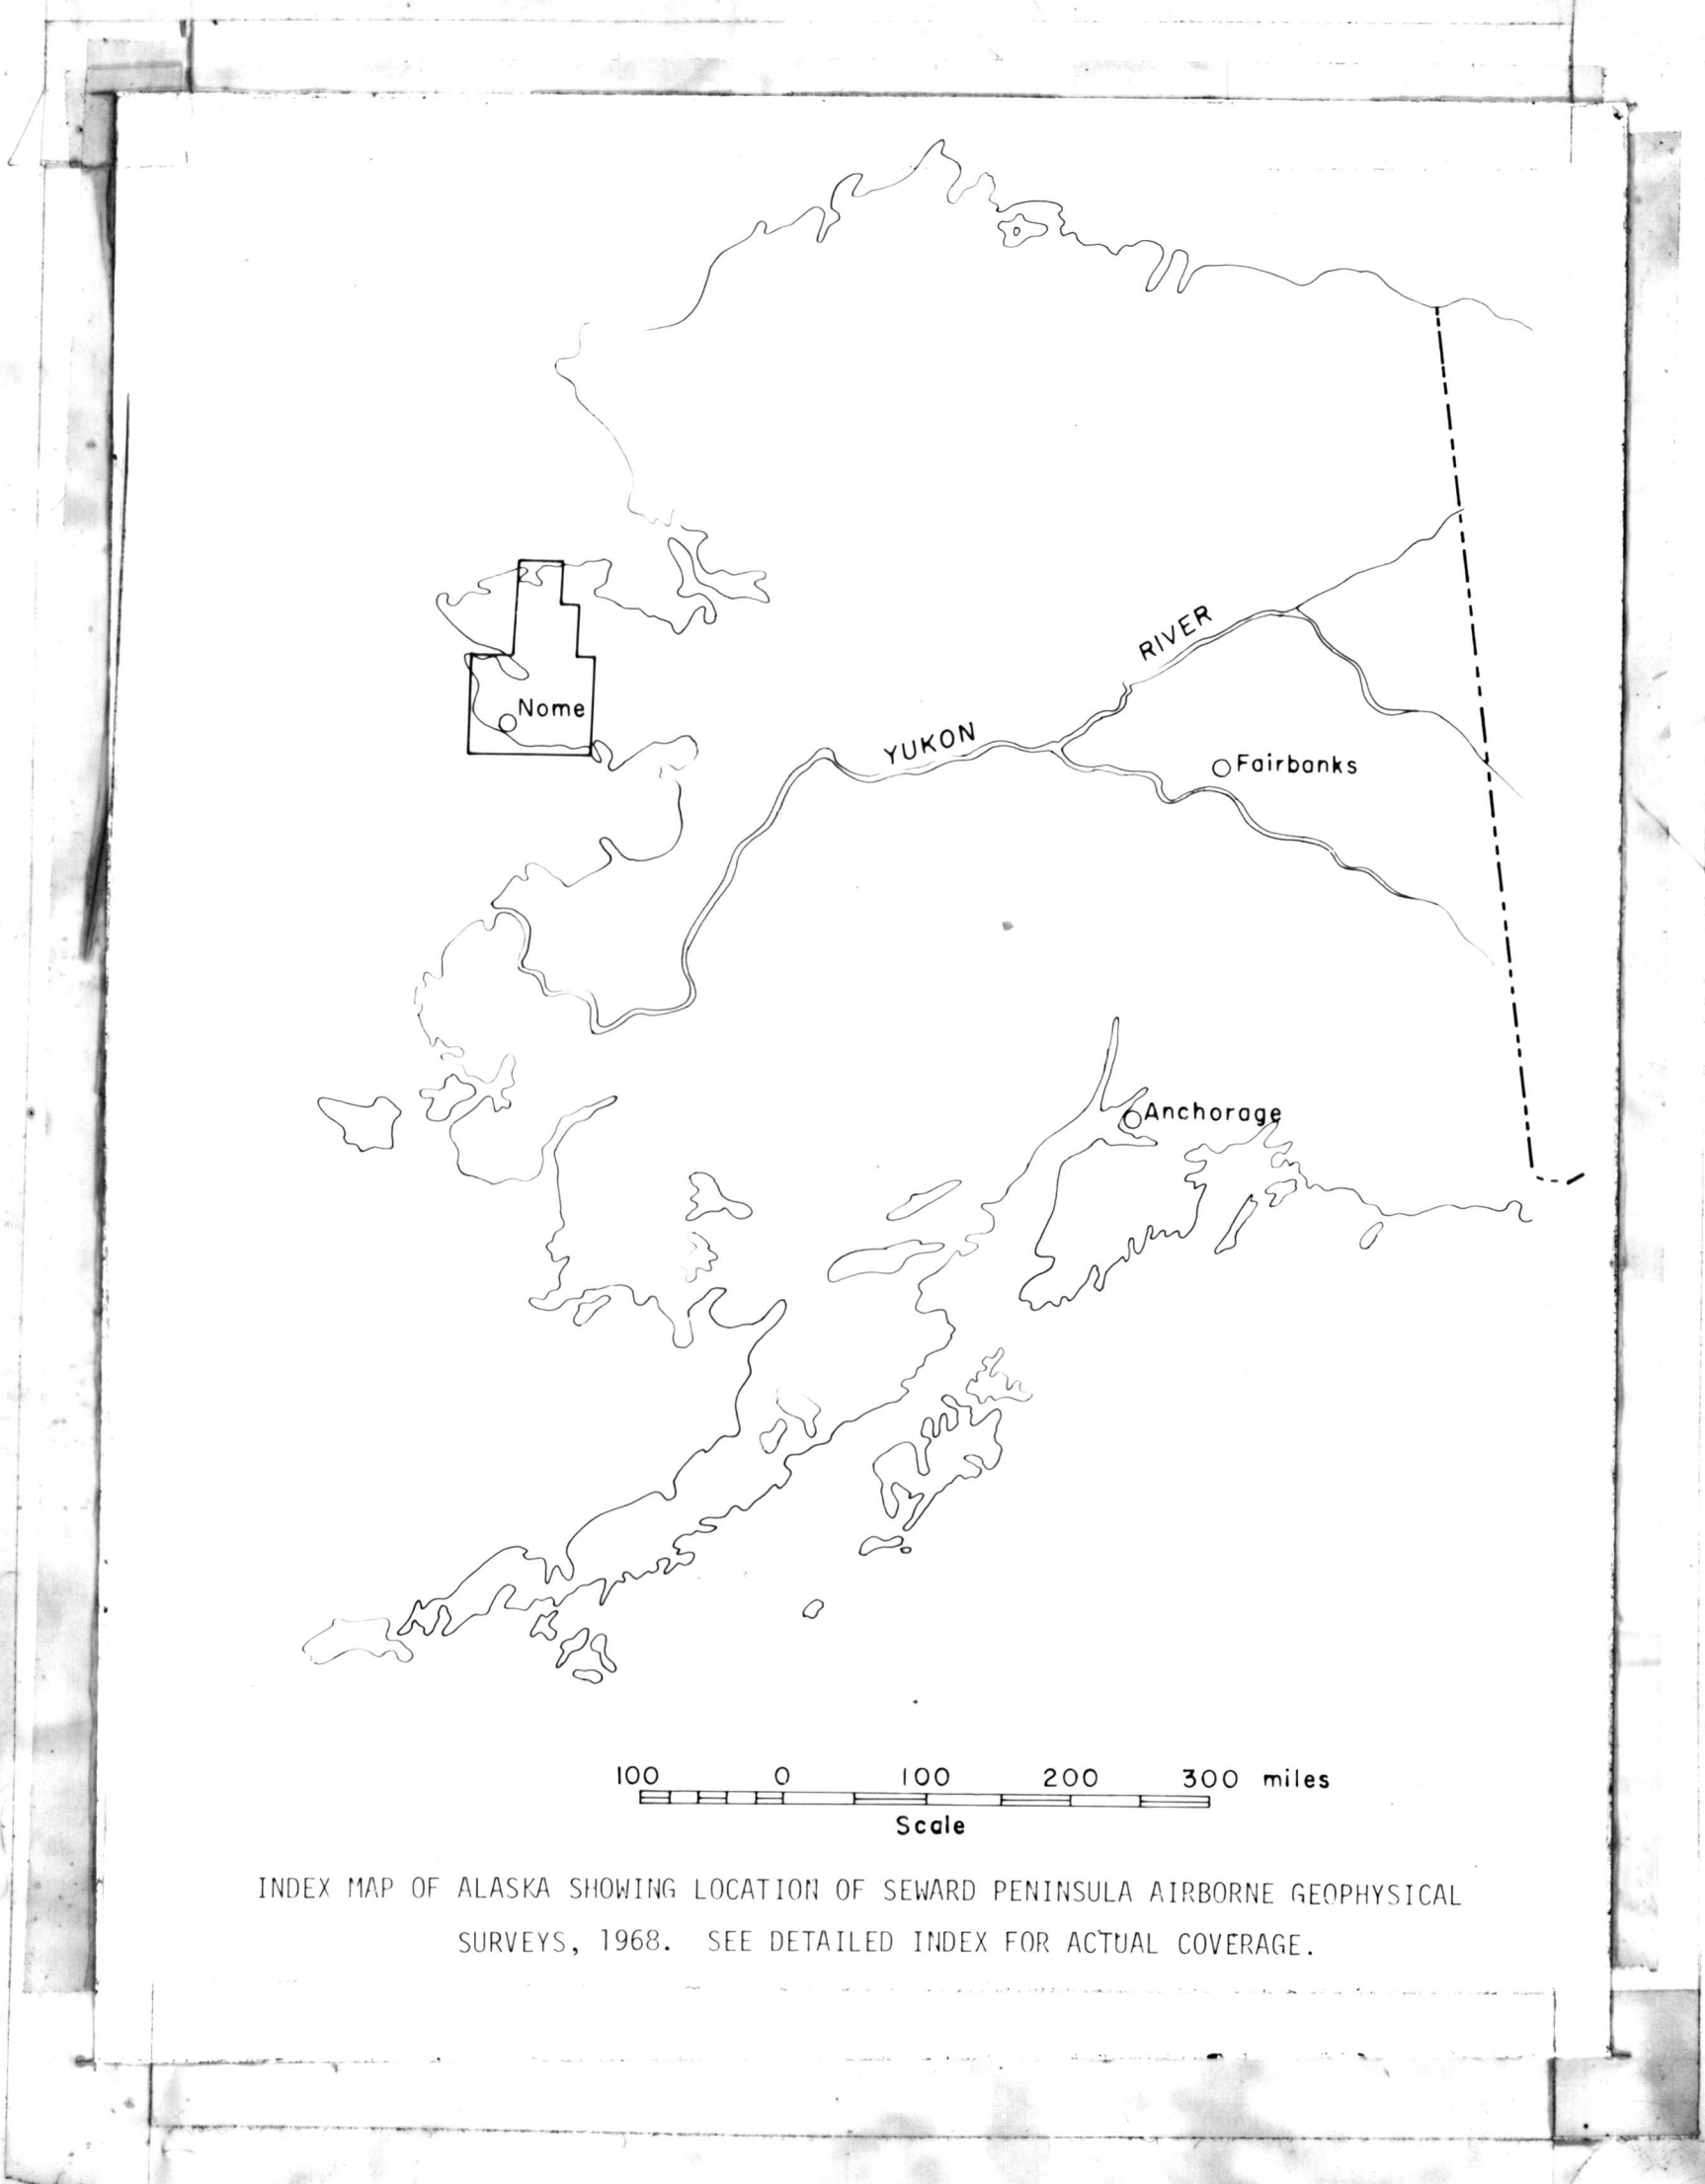 RIVER
Nome
YUKON
Fairbanks
Anchorage
100 0 100 200 300 miles
Scale
INDEX MAP OF ALASKA SHOWING LOCATION OF SEWARD PENINSULA AIRBORNE GEOPHYSICAL
SURVEYS, 1968. SEE DETAILED INDEX FOR ACTUAL COVERAGE.